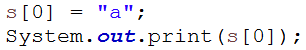 s[0] = "a";
System.out.print(s[0]);